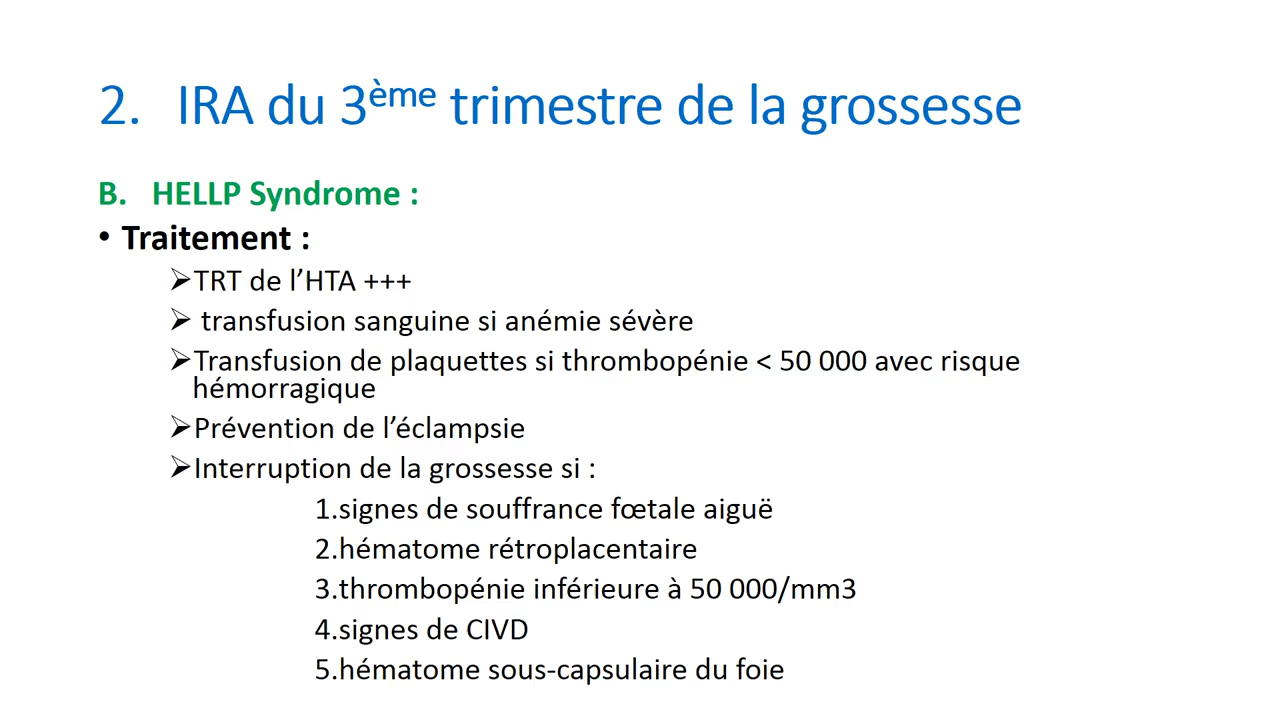 2. IRA du 3ème trimestre de la grossesse
B. HELLP Syndrome :
• Traitement :
➢TRT de l’HTA +++
➢ transfusion sanguine si anémie sévère
➢Transfusion de plaquettes si thrombopénie < 50 000 avec risque
hémorragique
➢Prévention de l’éclampsie
➢Interruption de la grossesse si :
1.signes de souffrance fœtale aiguë
2.hématome rétroplacentaire
3.thrombopénie inférieure à 50 000/mm3
4.signes de CIVD
5.hématome sous-capsulaire du foie